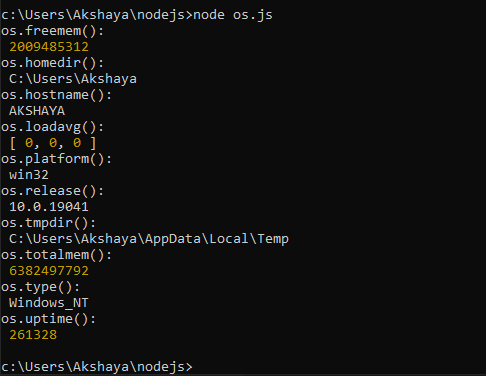 c:\Users\Akshaya\nodejs>node os.js
os.freemem():
 2009485312
os.homedir():
 C:\Users\Akshaya
os.hostname():
 AKSHAYA
os.loadavg():
 [ 0, 0, 0 ]
os.platform():
 win32
os.release():
 10.0.19041
os.tmpdir():
 C:\Users\Akshaya\AppData\Local\Temp
os.totalmem():
 6382497792
os.type():
 Windows_NT
os.uptime():
 261328
c:\Users\Akshaya\nodejs>